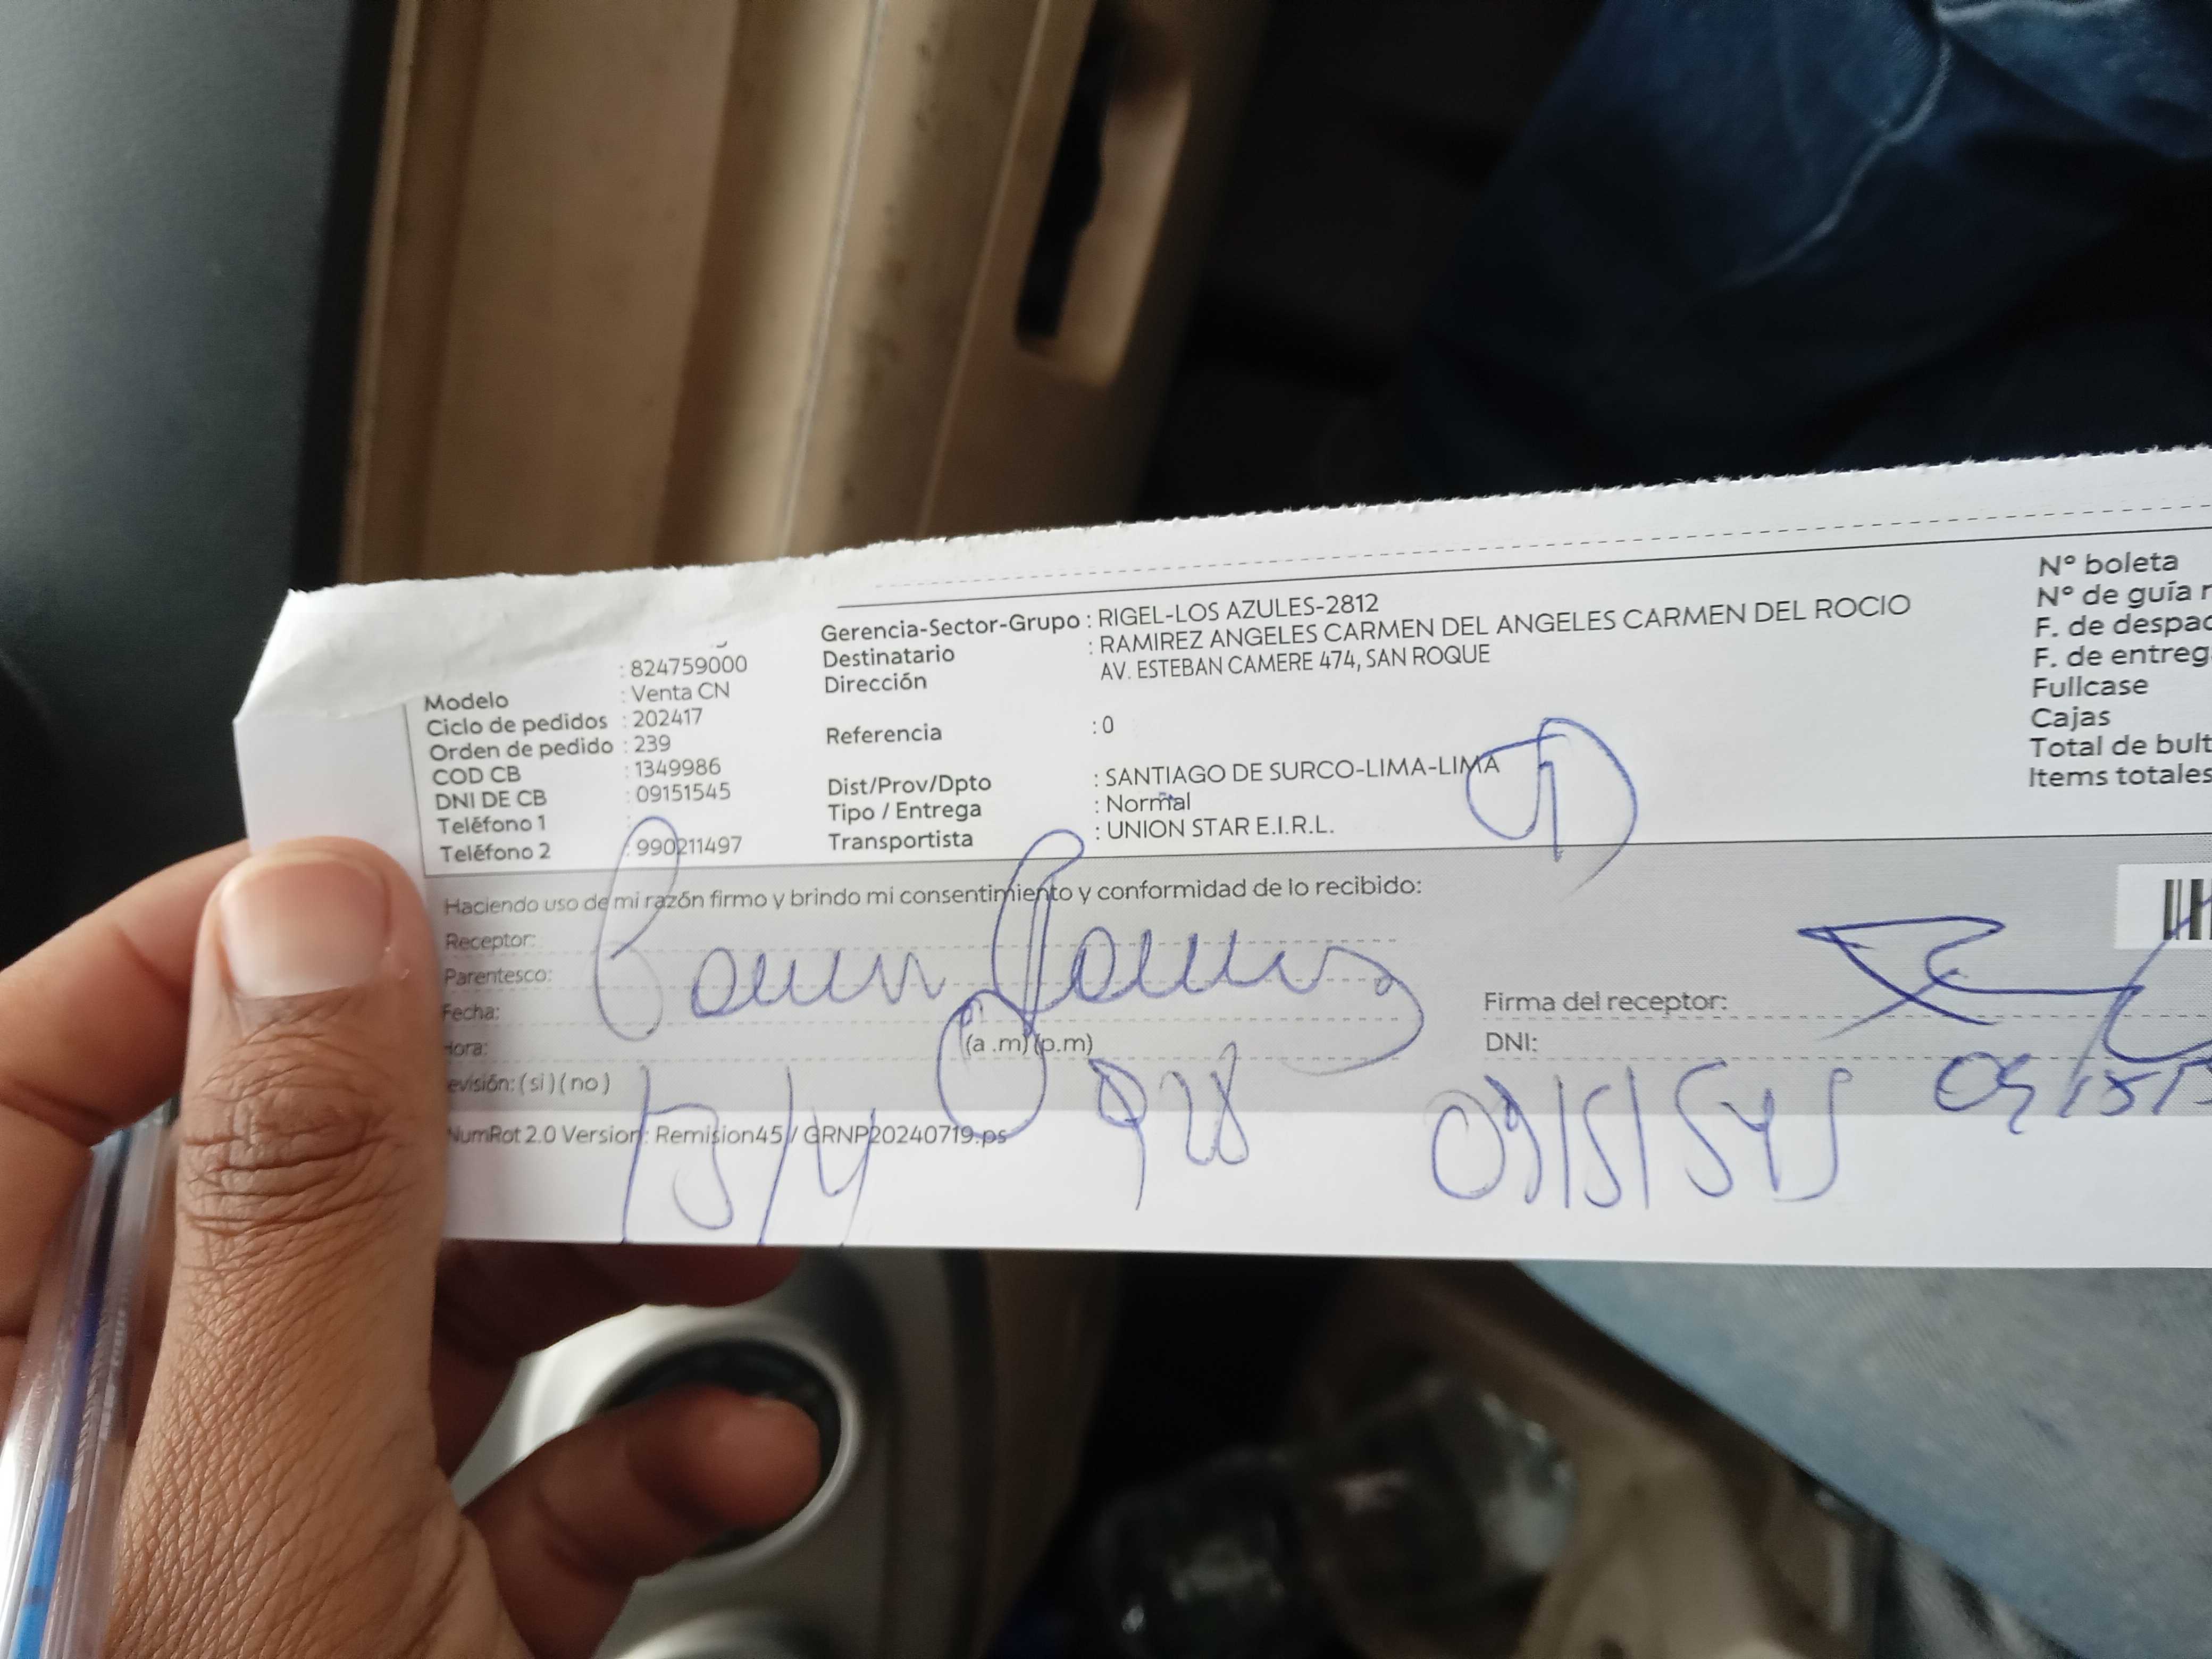 : 824759000
Modelo : Venta CN
Ciclo de pedidos : 202417
Orden de pedido : 239
COD CB : 1349986
DNI DE CB : 09151545
Teléfono 1 :
Teléfono 2 : 990211497
Gerencia-Sector-Grupo : RIGEL-LOS AZULES-2812
Destinatario : RAMIREZ ANGELES CARMEN DEL ANGELES CARMEN DEL ROCIO
Dirección AV. ESTEBAN CAMERE 474, SAN ROQUE
Referencia : 0
Dist/Prov/Dpto : SANTIAGO DE SURCO-LIMA-LIMA
Tipo / Entrega : Normal
Transportista : UNION STAR E.I.R.L.
N° boleta
N° de guía r
F. de despac
F. de entreg
Fullcase
Cajas
Total de bult
Items totales
Haciendo uso de mi razón firmo y brindo mi consentimiento y conformidad de lo recibido:
Receptor:
Parentesco:
Fecha:
Hora: (a .m) (p.m)
evisión: ( si ) ( no )
Firma del receptor:
DNI:
928
09151545
NumRot 2.0 Version: Remision45 / GRNP20240719.ps